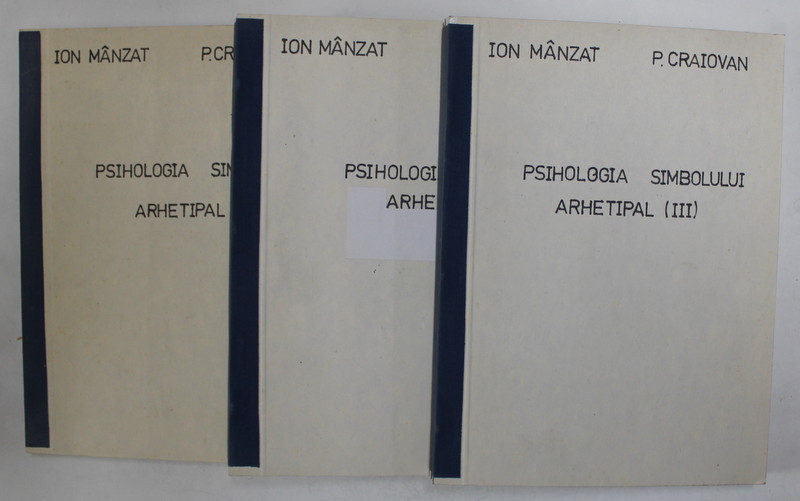 ION MÂNZAT P.CR
PSIHOLOGIA SIM
ARHETIPAL
ION MÂNZAT
PSIHOLOGI
ARHE
ION MÂNZAT P. CRAIOVAN
PSIHOLOGIA SIMBOLULUI
ARHETIPAL (III)